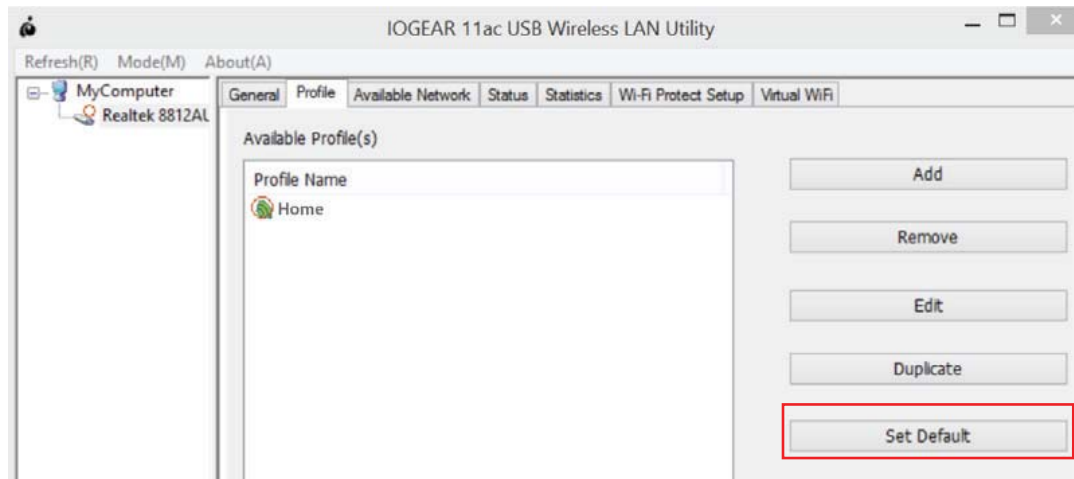 IOGEAR 11ac USB Wireless LAN Utility
Refresh(R) Mode(M) About(A)
MyComputer
Realtek 8812AU
General Profile Available Network Status Statistics Wi-Fi Protect Setup Virtual WiFi
Available Profile(s)
Profile Name
Home
Add
Remove
Edit
Duplicate
Set Default